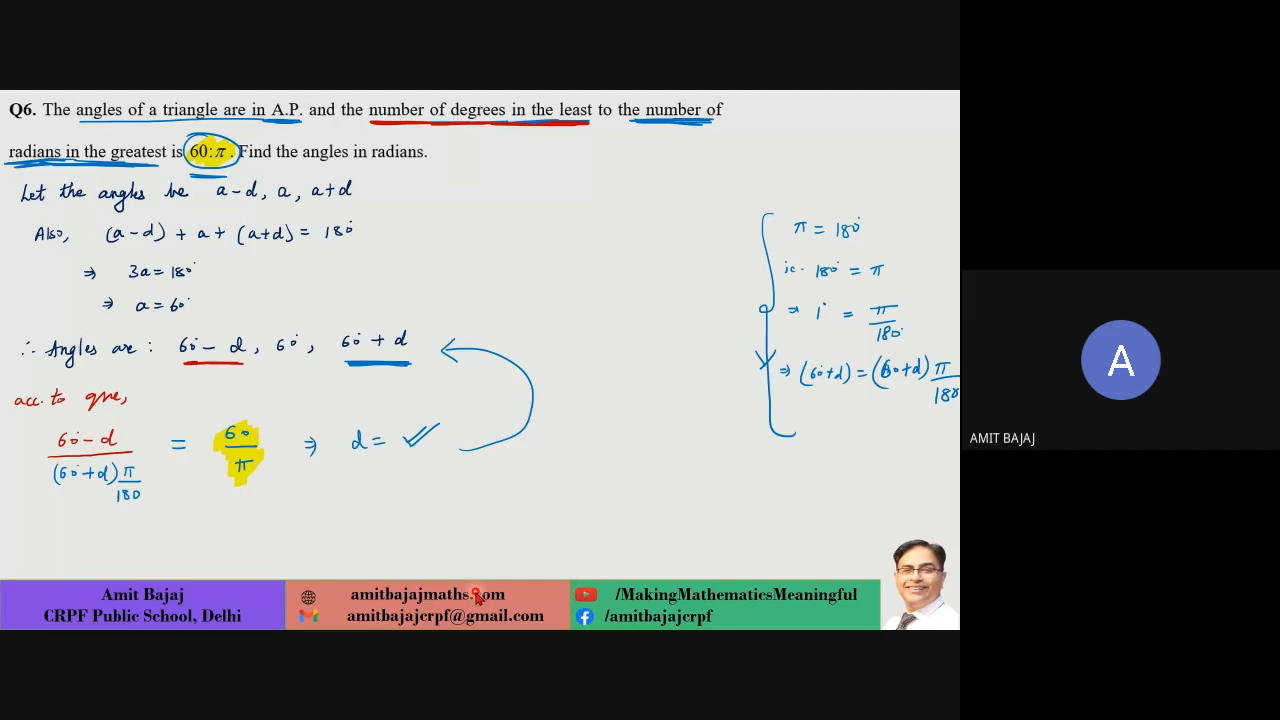 Q6. The angles of a triangle are in A.P. and the number of degrees in the least to the number of
radians in the greatest is 60:π. Find the angles in radians.
Let the angles be a-d, a, a+d
Also, (a-d) + a + (a+d) = 180°
⇒ 3a = 180°
⇒ a = 60°
∴ Angles are: 60°-d, 60°, 60°+d
acc. to que,
60°-d / (60°+d) π/180 = 60/π ⇒ d = ✓
π = 180°
ie. 180° = π
⇒ 1° = π/180°
⇒ (60°+d) = (60+d) π/180
A
AMIT BAJAJ
Amit Bajaj
CRPF Public School, Delhi
amitbajajmaths.com
amitbajajcrpf@gmail.com
/MakingMathematicsMeaningful
/amitbajajcrpf